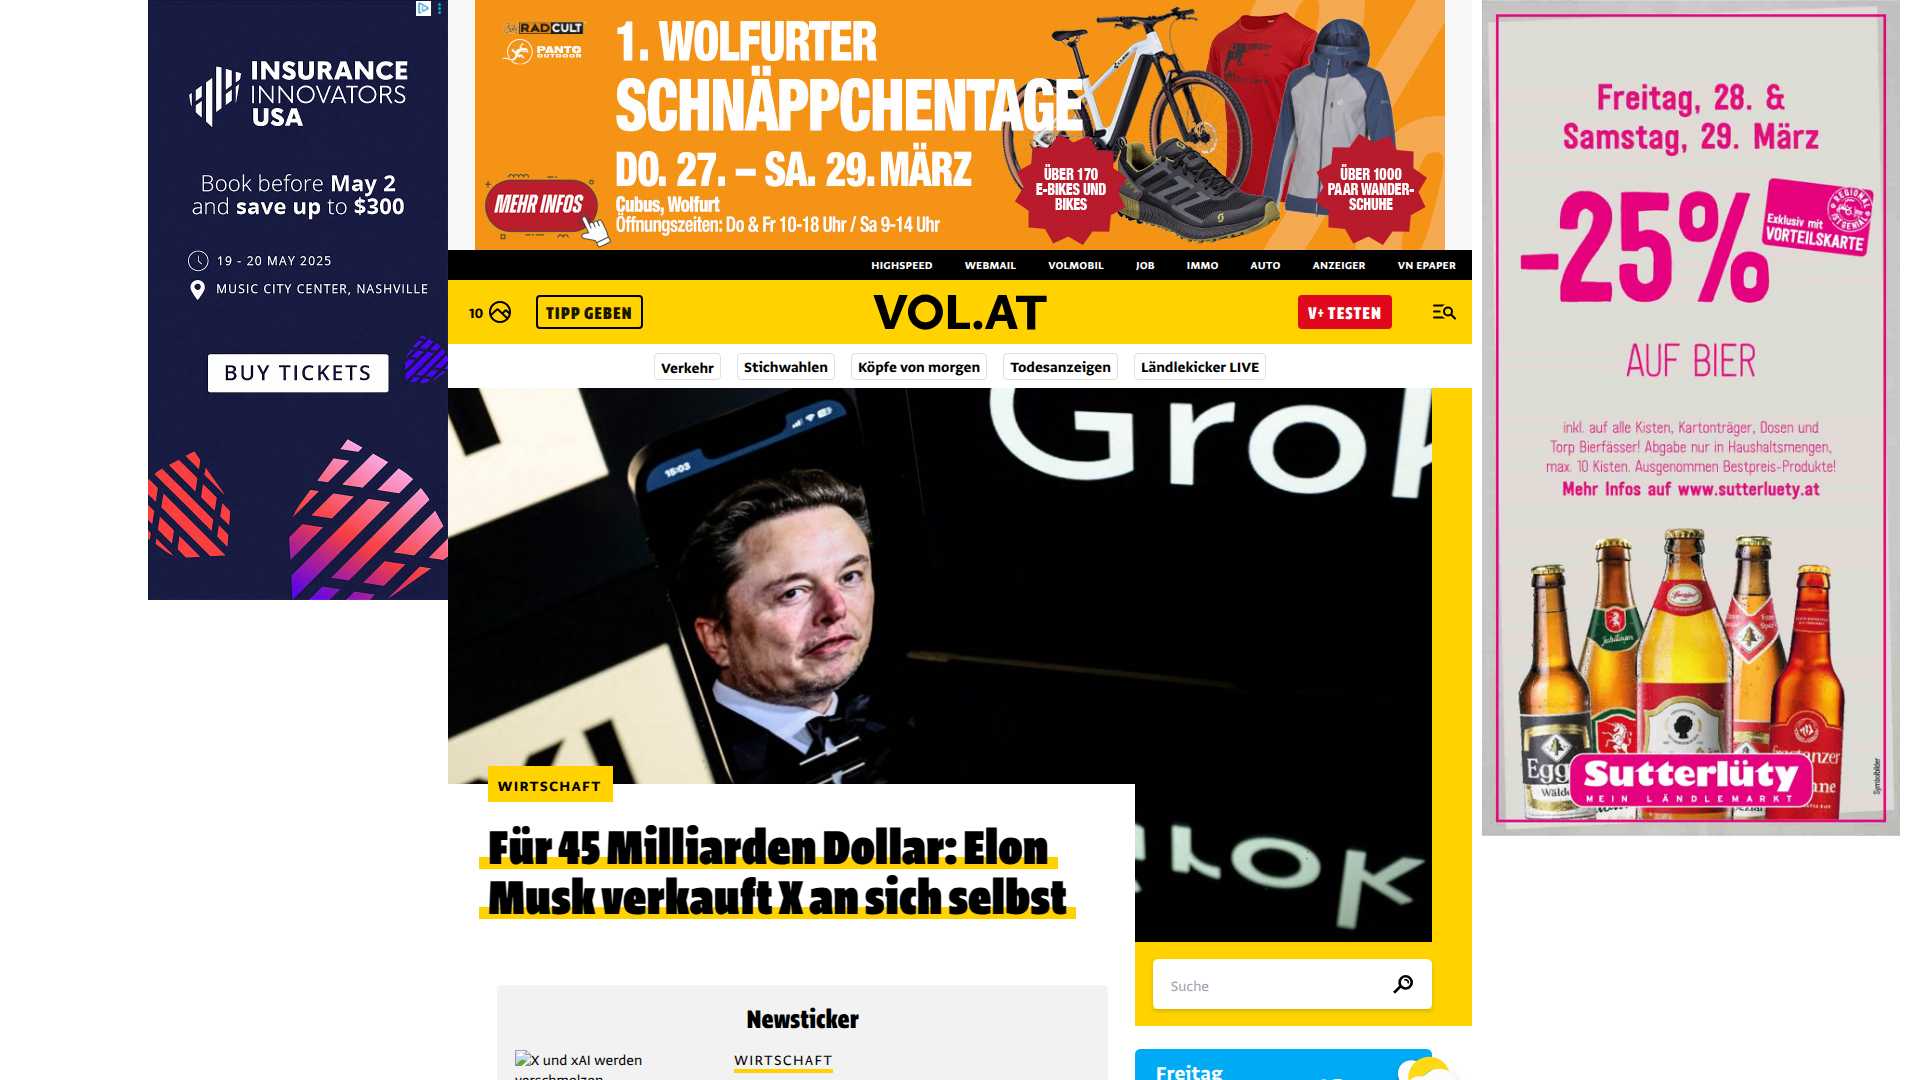 INSURANCE
INNOVATORS
USA
Book before May 2
and save up to $300
19 - 20 MAY 2025
MUSIC CITY CENTER, NASHVILLE
BUY TICKETS
RADCULT
PANTO
OUTDOOR
1. WOLFURTER
SCHNÄPPCHENTAGE
DO. 27. – SA. 29. MÄRZ
Cubus, Wolfurt
Öffnungszeiten: Do & Fr 10-18 Uhr / Sa 9-14 Uhr
MEHR INFOS
ÜBER 170
E-BIKES UND
BIKES
ÜBER 1000
PAAR WANDER-
SCHUHE
HIGHSPEED WEBMAIL VOLMOBIL JOB IMMO AUTO ANZEIGER VN EPAPER
10 TIPP GEBEN VOL.AT V+ TESTEN
Verkehr Stichwahlen Köpfe von morgen Todesanzeigen Ländlekicker LIVE
15:03
Grok
WIRTSCHAFT
Für 45 Milliarden Dollar: Elon
Musk verkauft X an sich selbst
Suche
Newsticker
X und xAI werden
verschmolzen
WIRTSCHAFT
Freitag
Freitag, 28. &
Samstag, 29. März
-25%
Exklusiv mit
VORTEILSKARTE
REGIONAL
IST GENIAL
AUF BIER
inkl. auf alle Kisten, Kartonträger, Dosen und
Torp Bierfässer! Abgabe nur in Haushaltsmengen,
max. 10 Kisten. Ausgenommen Bestpreis-Produkte!
Mehr Infos auf www.sutterluety.at
Sutterlüty
MEIN LÄNDLEMARKT
Symbolbilder